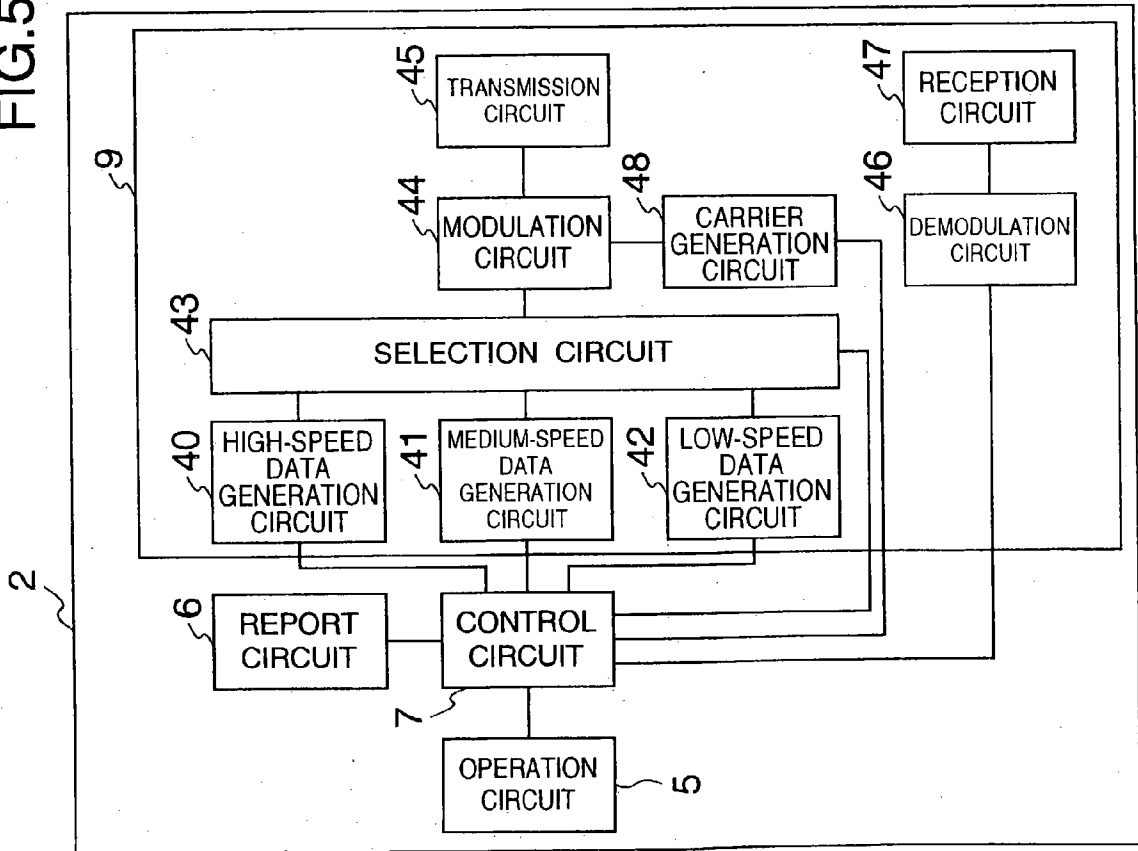 FIG.5
2
9
45
TRANSMISSION
CIRCUIT
47
RECEPTION
CIRCUIT
44
MODULATION
CIRCUIT
48
CARRIER
GENERATION
CIRCUIT
46
DEMODULATION
CIRCUIT
43
SELECTION CIRCUIT
40
HIGH-SPEED
DATA
GENERATION
CIRCUIT
41
MEDIUM-SPEED
DATA
GENERATION
CIRCUIT
42
LOW-SPEED
DATA
GENERATION
CIRCUIT
6
REPORT
CIRCUIT
CONTROL
CIRCUIT
7
OPERATION
CIRCUIT
5